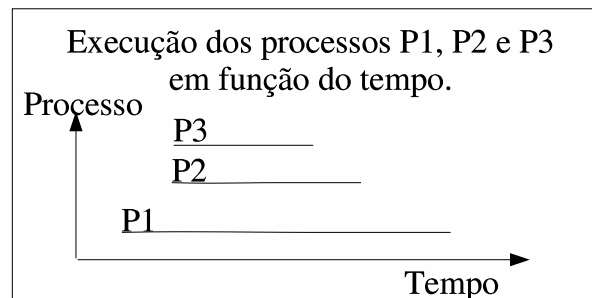 Execução dos processos P1, P2 e P3
em função do tempo.
Processo
P3
P2
P1
Tempo